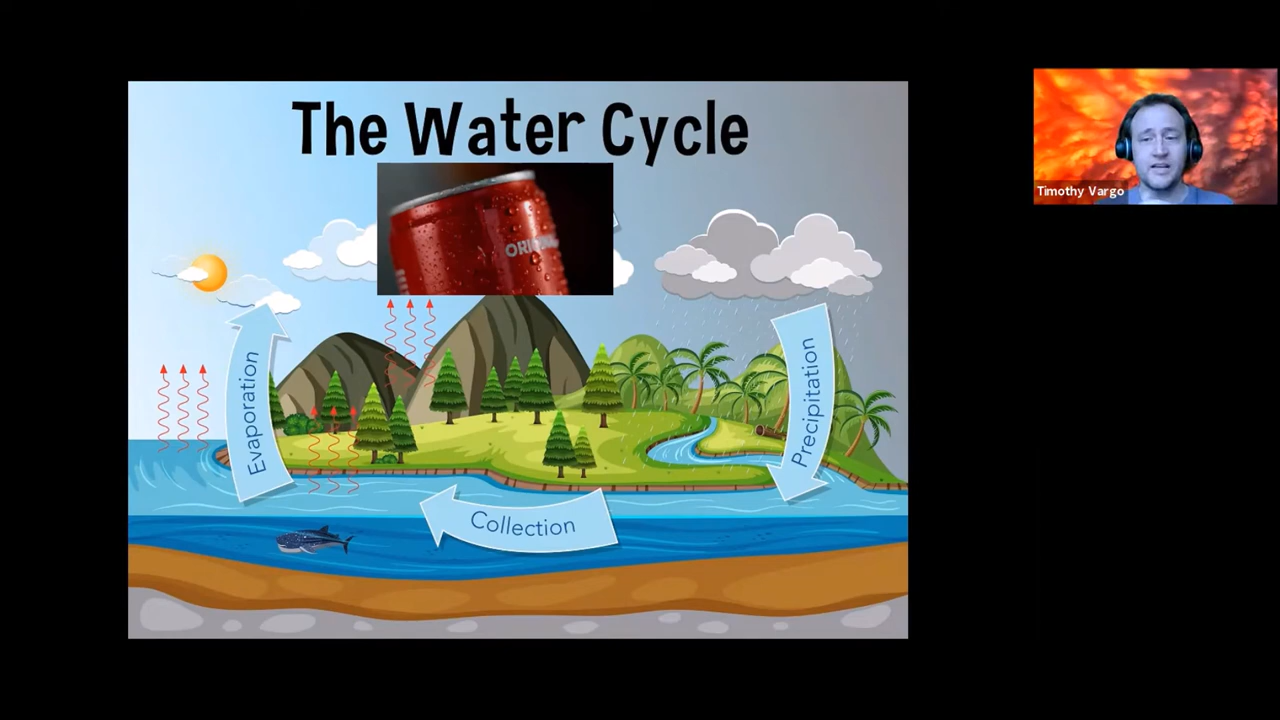 The Water Cycle
Timothy Vargo
Evaporation
Precipitation
Collection